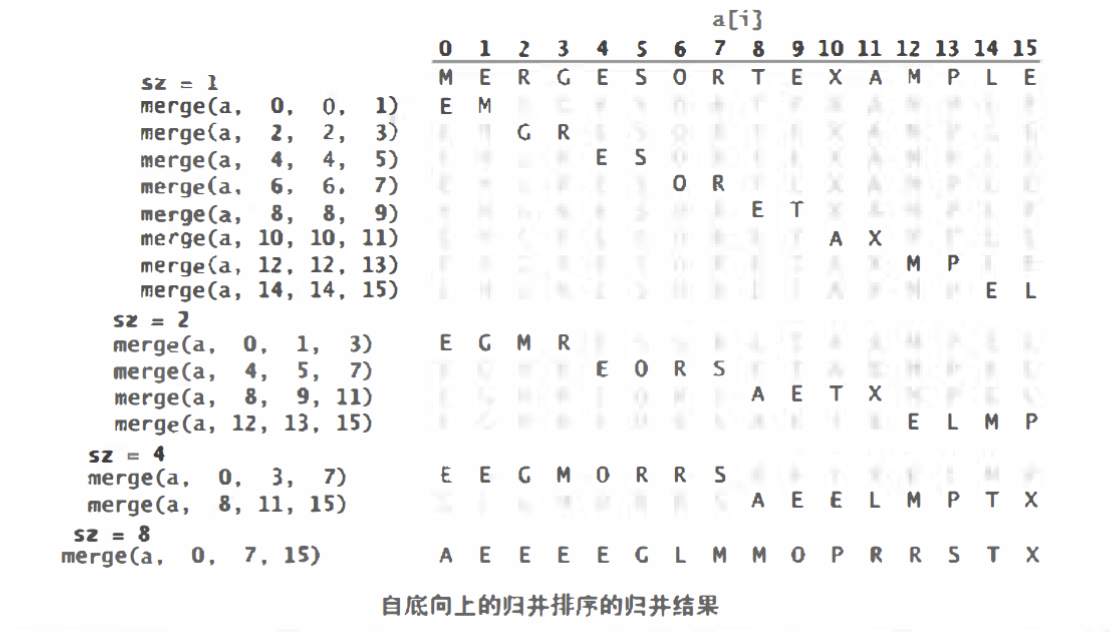 a[i]
0 1 2 3 4 5 6 7 8 9 10 11 12 13 14 15
sz = 1 M E R G E S O R T E X A M P L E
merge(a, 0, 0, 1) E M
merge(a, 2, 2, 3) G R
merge(a, 4, 4, 5) E S
merge(a, 6, 6, 7) O R
merge(a, 8, 8, 9) E T
merge(a, 10, 10, 11) A X
merge(a, 12, 12, 13) M P
merge(a, 14, 14, 15) E L
sz = 2
merge(a, 0, 1, 3) E G M R
merge(a, 4, 5, 7) E O R S
merge(a, 8, 9, 11) A E T X
merge(a, 12, 13, 15) E L M P
sz = 4
merge(a, 0, 3, 7) E E G M O R R S
merge(a, 8, 11, 15) A E E L M P T X
sz = 8
merge(a, 0, 7, 15) A E E E E G L M M O P R R S T X
自底向上的归并排序的归并结果